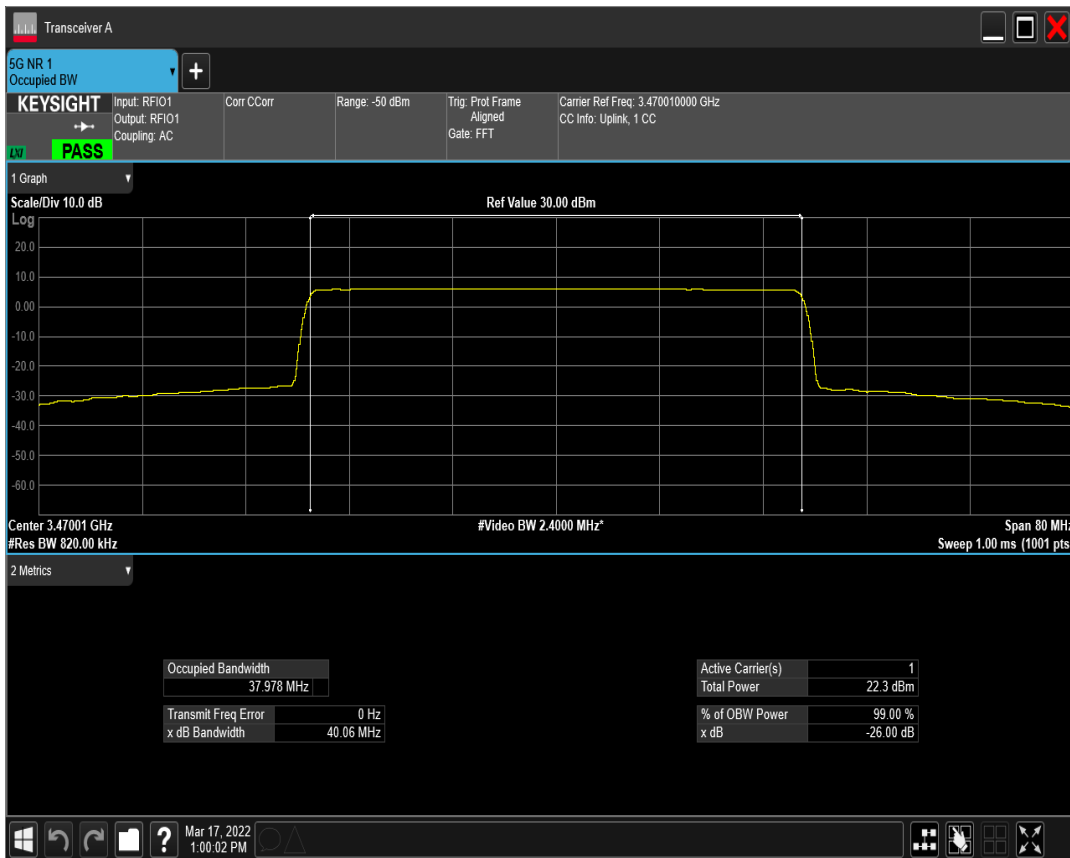 Transceiver A
5G NR 1
Occupied BW
KEYSIGHT
LXI
PASS
Input: RFIO1
Output: RFIO1
Coupling: AC
Corr CCorr
Range: -50 dBm
Trig: Prot Frame
Aligned
Gate: FFT
Carrier Ref Freq: 3.470010000 GHz
CC Info: Uplink, 1 CC
1 Graph
Scale/Div 10.0 dB
Ref Value 30.00 dBm
Log
20.0
10.0
0.00
-10.0
-20.0
-30.0
-40.0
-50.0
-60.0
Center 3.47001 GHz
#Video BW 2.4000 MHz*
Span 80 MHz
#Res BW 820.00 kHz
Sweep 1.00 ms (1001 pts
2 Metrics
Occupied Bandwidth
37.978 MHz
Transmit Freq Error 0 Hz
x dB Bandwidth 40.06 MHz
Active Carrier(s) 1
Total Power 22.3 dBm
% of OBW Power 99.00 %
x dB -26.00 dB
?
Mar 17, 2022
1:00:02 PM